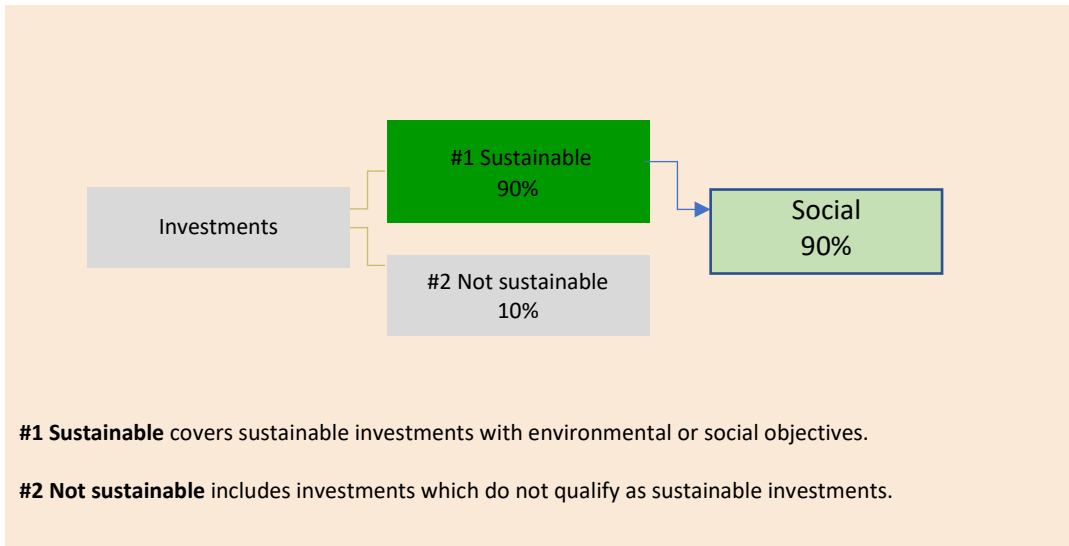 #1 Sustainable
90%
Investments
Social
90%
#2 Not sustainable
10%
#1 Sustainable covers sustainable investments with environmental or social objectives.
#2 Not sustainable includes investments which do not qualify as sustainable investments.